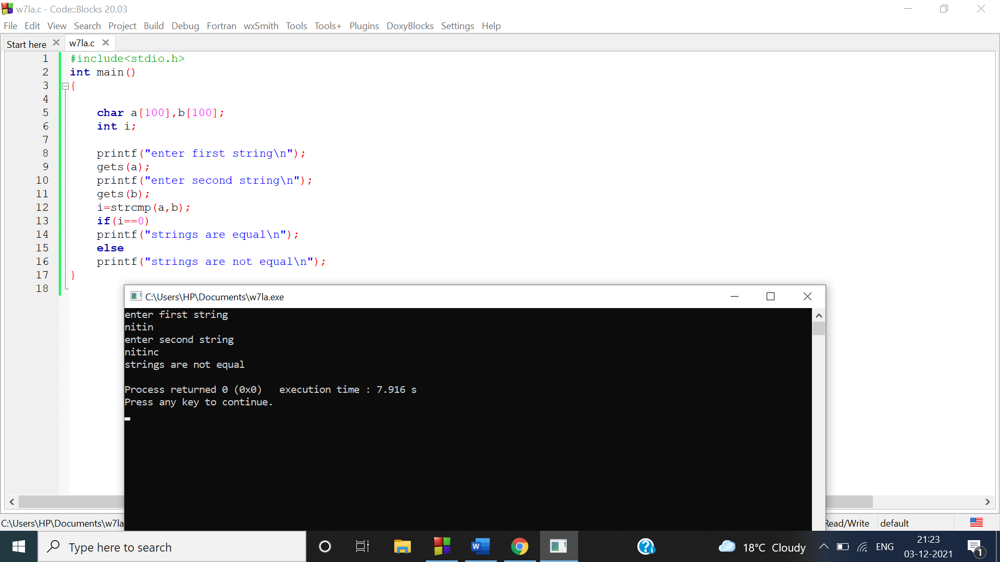 w7la.c - Code::Blocks 20.03
File Edit View Search Project Build Debug Fortran wxSmith Tools Tools+ Plugins DoxyBlocks Settings Help
Start here w7la.c
1 #include<stdio.h>
2 int main()
3 {
4
5 char a[100],b[100];
6 int i;
7
8 printf("enter first string\n");
9 gets(a);
10 printf("enter second string\n");
11 gets(b);
12 i=strcmp(a,b);
13 if(i==0)
14 printf("strings are equal\n");
15 else
16 printf("strings are not equal\n");
17 }
18
C:\Users\HP\Documents\w7la.exe
enter first string
nitin
enter second string
nitinc
strings are not equal
Process returned 0 (0x0) execution time : 7.916 s
Press any key to continue.
C:\Users\HP\Documents\w7la Read/Write default
Type here to search
W
18°C Cloudy
ENG
21:23
03-12-2021
1